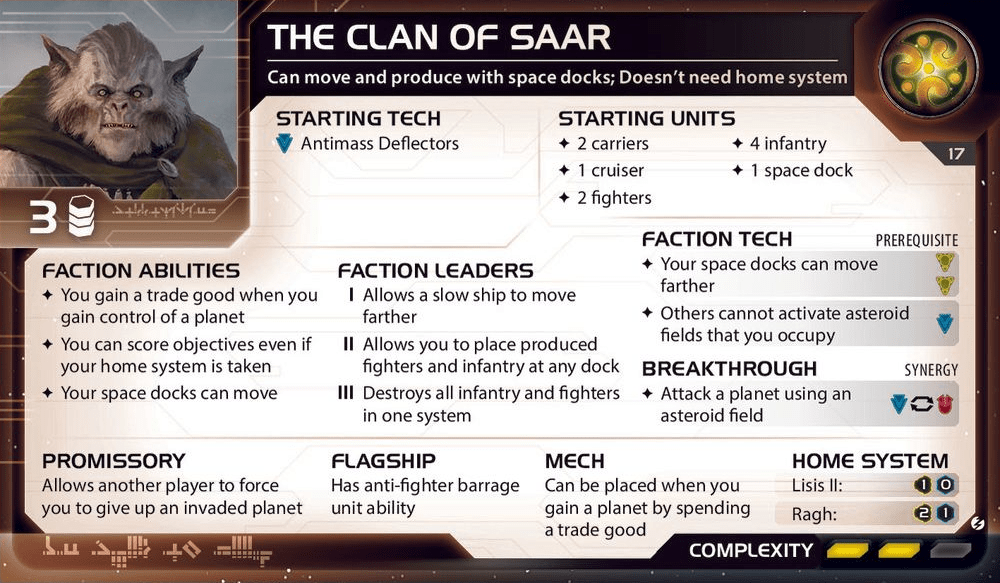 THE CLAN OF SAAR
Can move and produce with space docks; Doesn't need home system
17
3
STARTING TECH
Antimass Deflectors
STARTING UNITS
2 carriers
1 cruiser
2 fighters
4 infantry
1 space dock
FACTION ABILITIES
You gain a trade good when you
gain control of a planet
You can score objectives even if
your home system is taken
Your space docks can move
FACTION LEADERS
I Allows a slow ship to move
farther
II Allows you to place produced
fighters and infantry at any dock
III Destroys all infantry and fighters
in one system
FACTION TECH
PREREQUISITE
Your space docks can move
farther
Others cannot activate asteroid
fields that you occupy
BREAKTHROUGH
SYNERGY
Attack a planet using an
asteroid field
PROMISSORY
Allows another player to force
you to give up an invaded planet
FLAGSHIP
Has anti-fighter barrage
unit ability
MECH
Can be placed when you
gain a planet by spending
a trade good
HOME SYSTEM
Lisis II: 1 0
Ragh: 2 1
COMPLEXITY